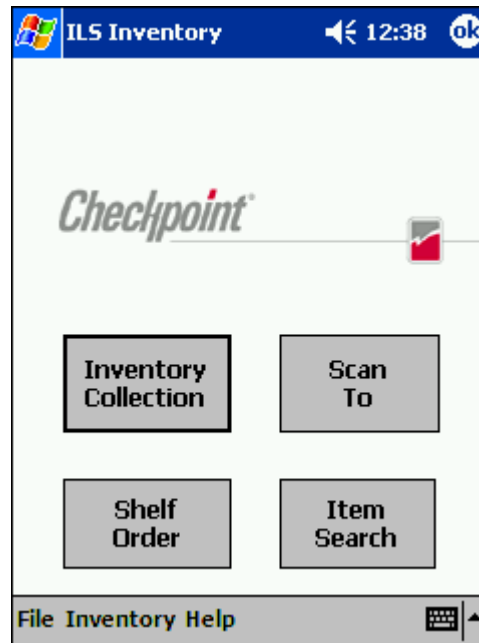 ILS Inventory 12:38 ok
Checkpoint®
Inventory
Collection
Scan
To
Shelf
Order
Item
Search
File Inventory Help